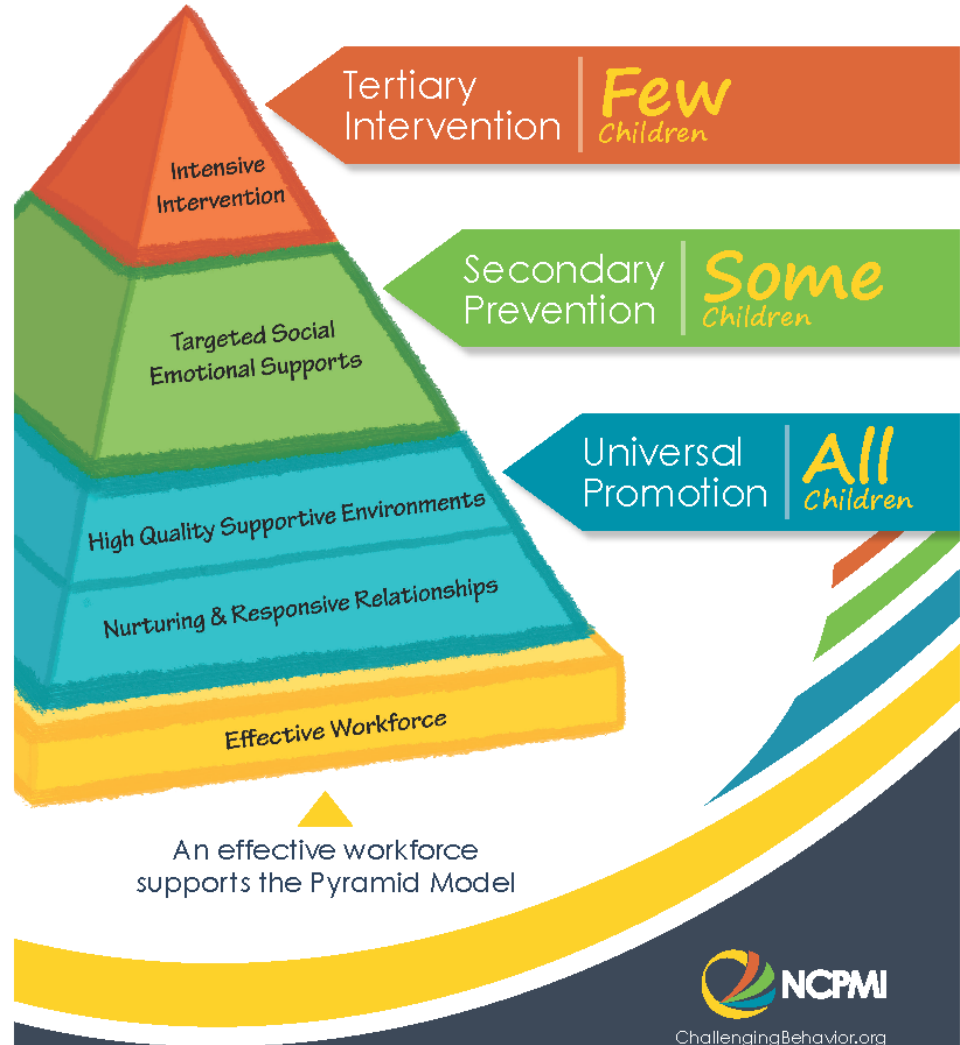 Tertiary
Intervention
Few
Children
Intensive
Intervention
Secondary
Prevention
Some
Children
Targeted Social
Emotional Supports
Universal
Promotion
All
Children
High Quality Supportive Environments
Nurturing & Responsive Relationships
Effective Workforce
An effective workforce
supports the Pyramid Model
NCPMI
ChallengingBehavior.org